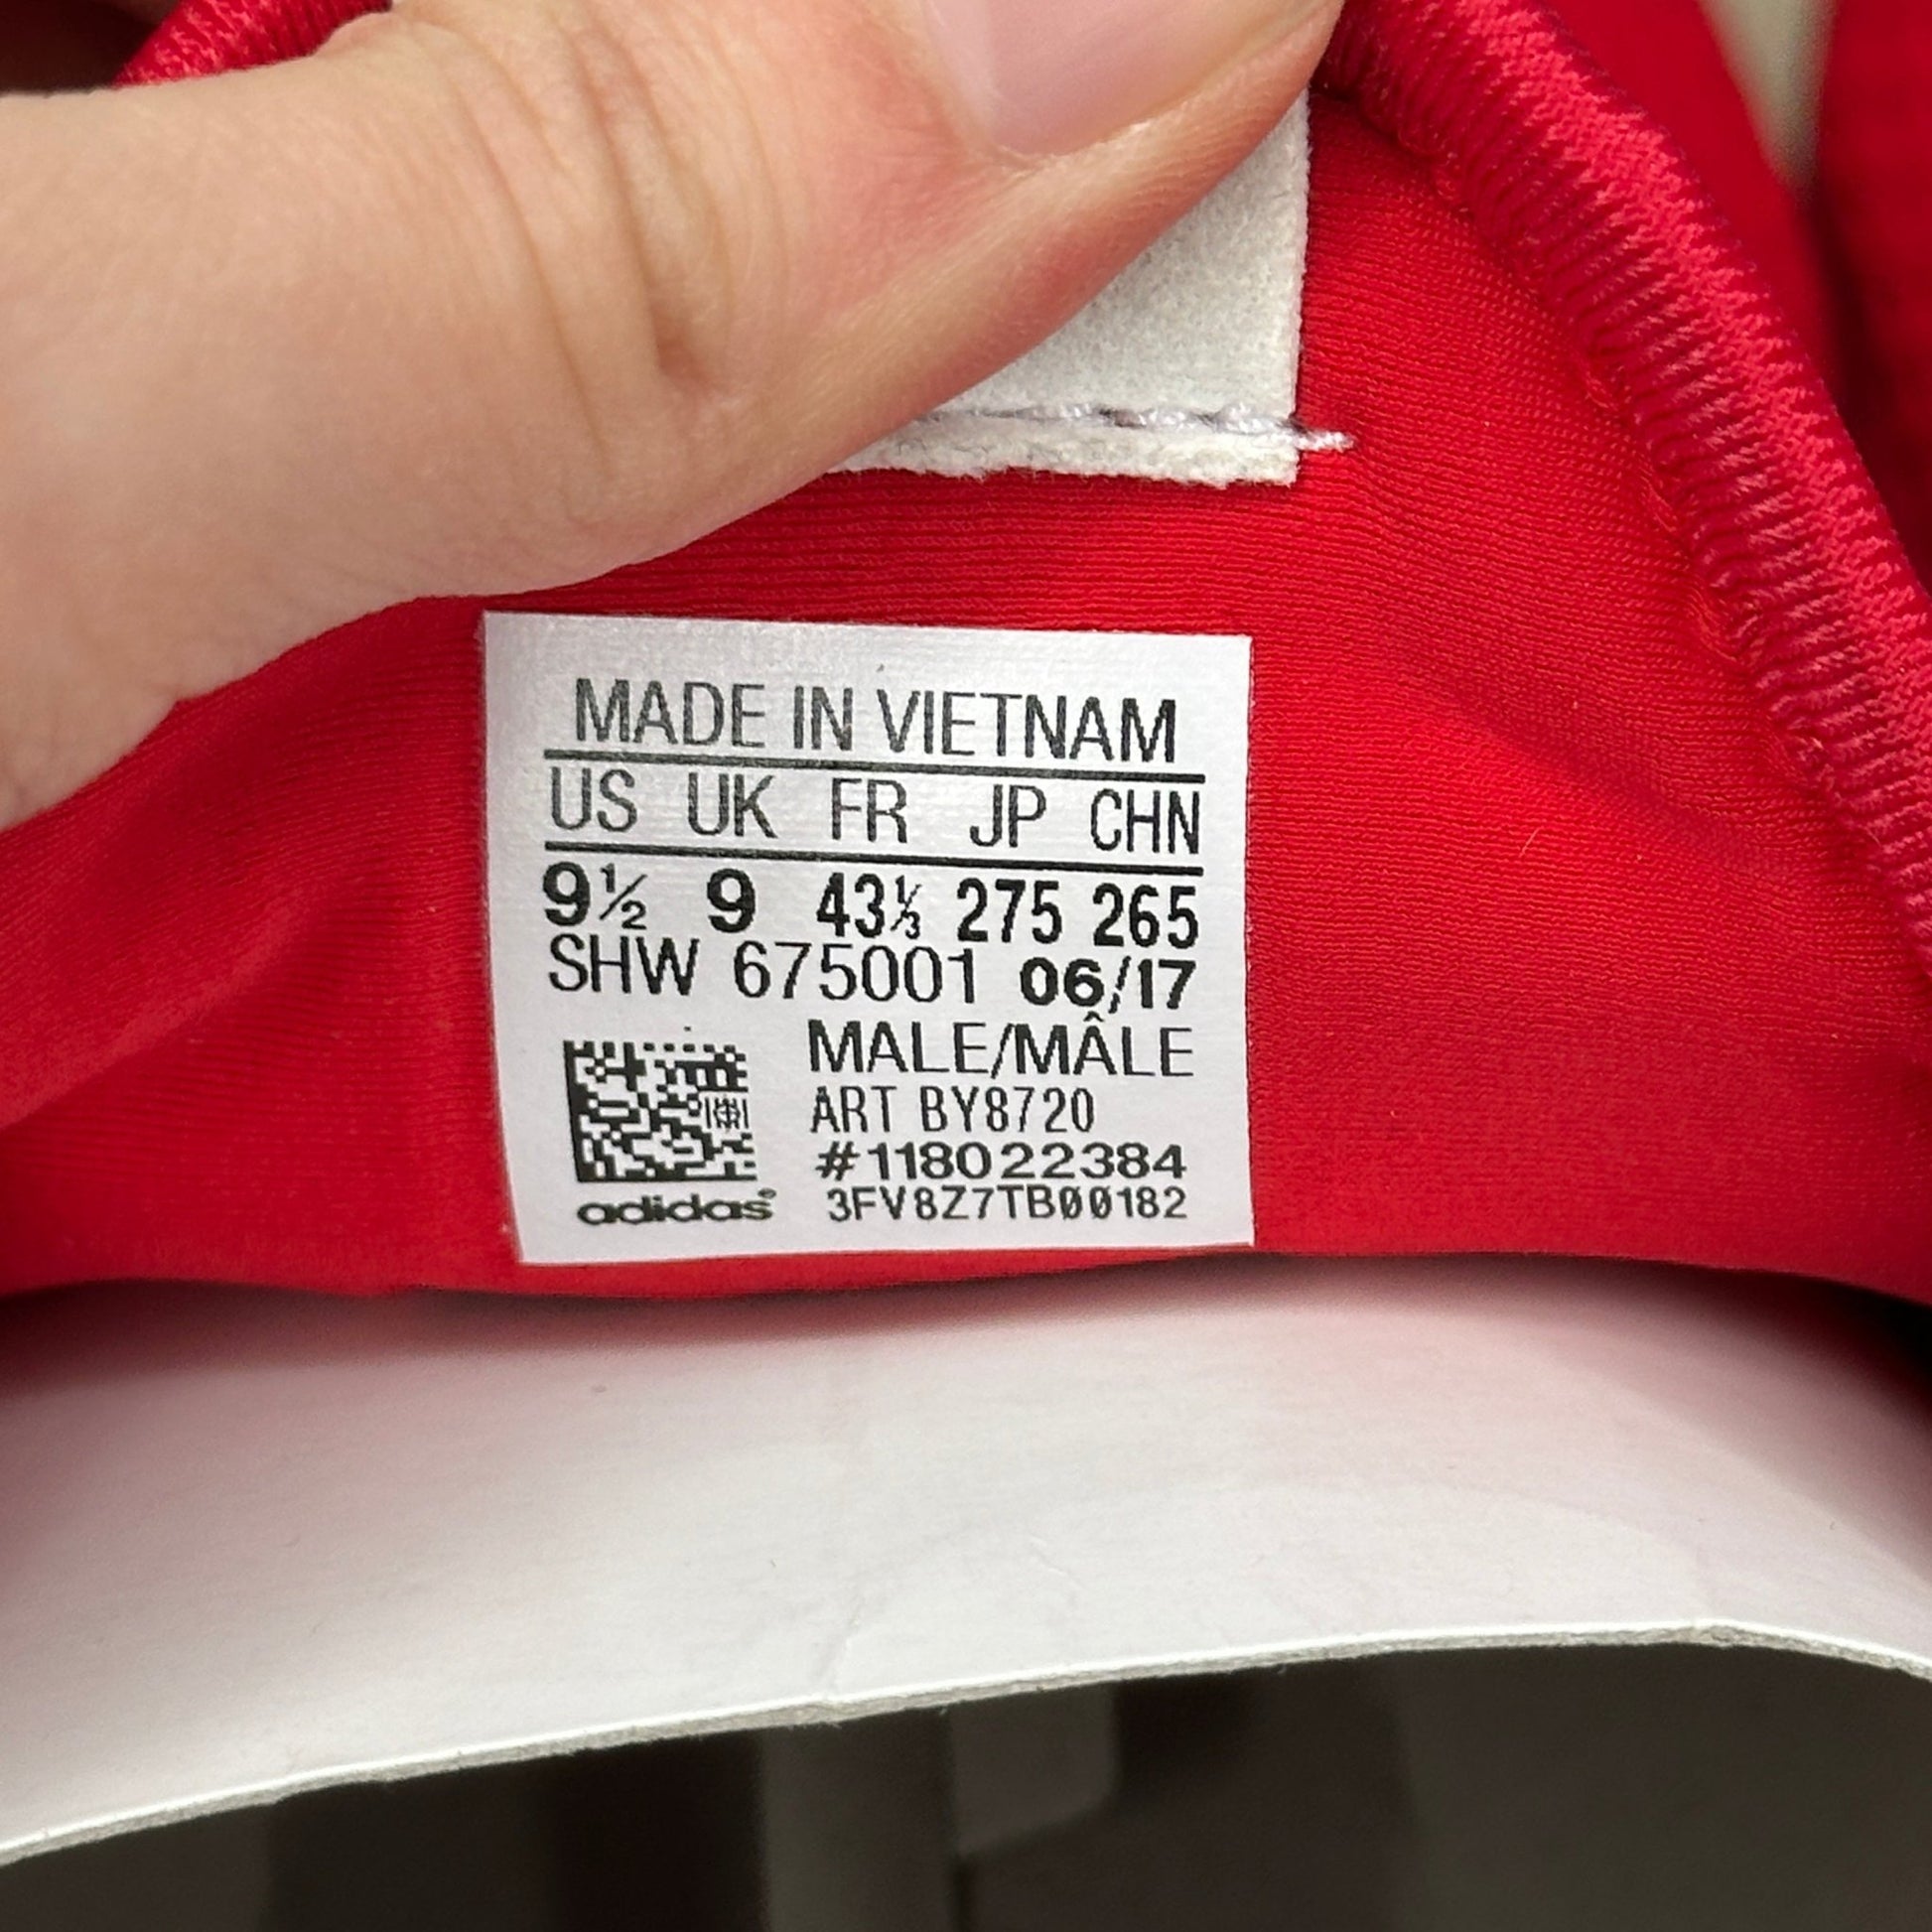 MADE IN VIETNAM
US UK FR JP CHN
9½ 9 43⅓ 275 265
SHW 675001 06/17
MALE/MÂLE
ART BY8720
#118022384
adidas® 3FV8Z7TB00182